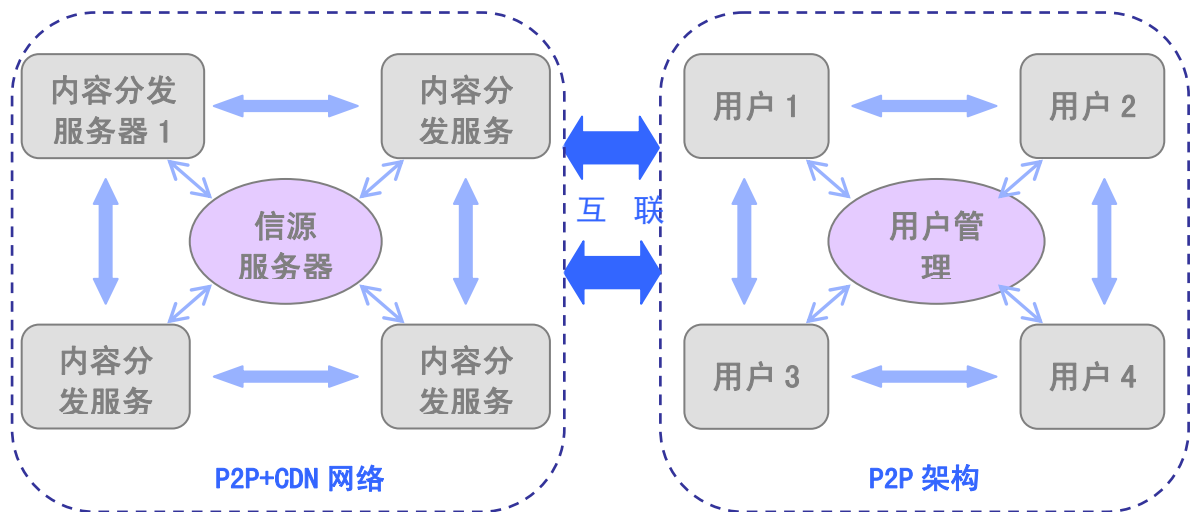 内容分发
服务器 1
内容分
发服务
信源
服务器
内容分
发服务
内容分
发服务
P2P+CDN 网络
互 联
用户 1
用户 2
用户管
理
用户 3
用户 4
P2P 架构